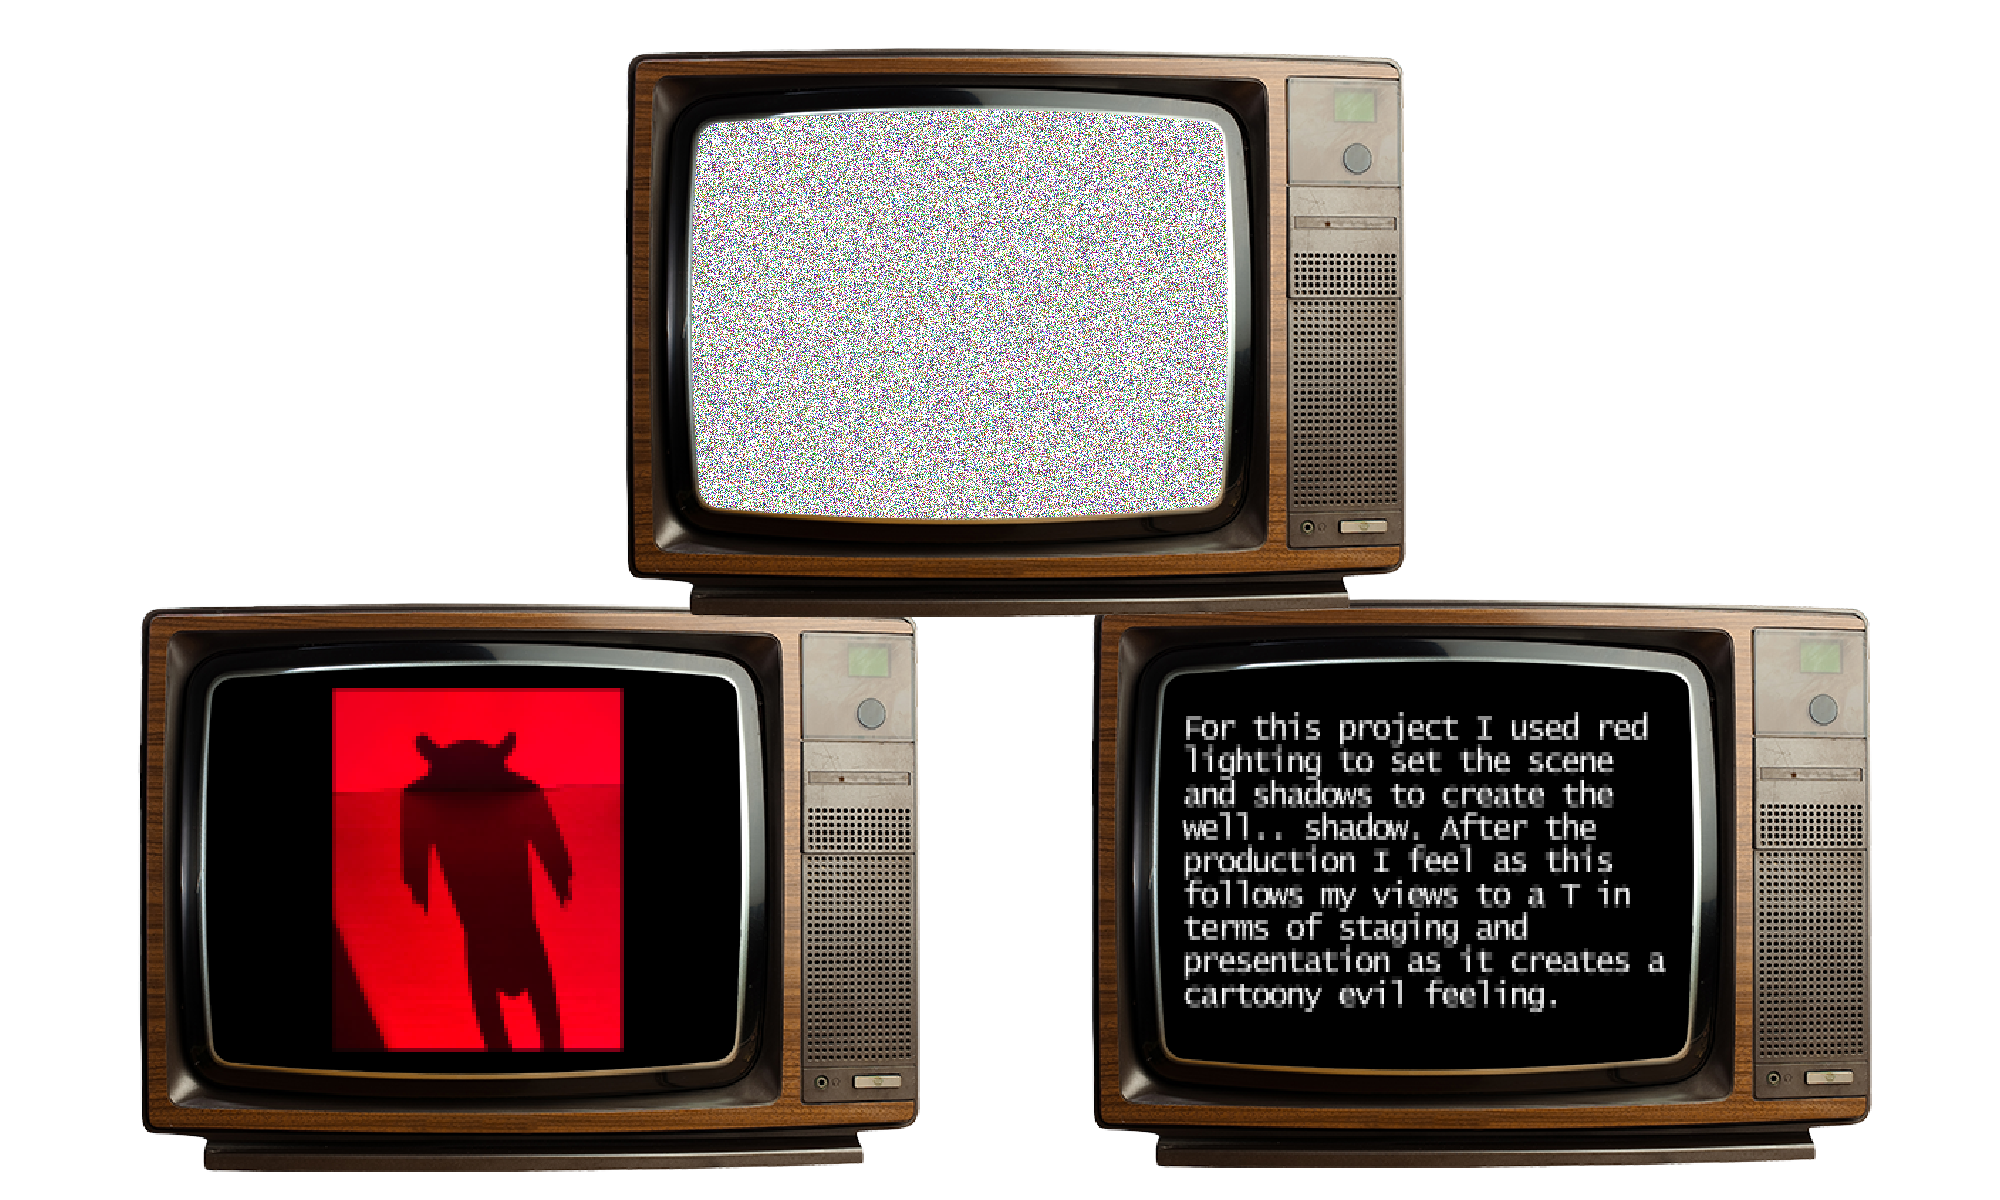 For this project I used red
lighting to set the scene
and shadows to create the
well.. shadow. After the
production I feel as this
follows my views to a T in
terms of staging and
presentation as it creates a
cartoony evil feeling.